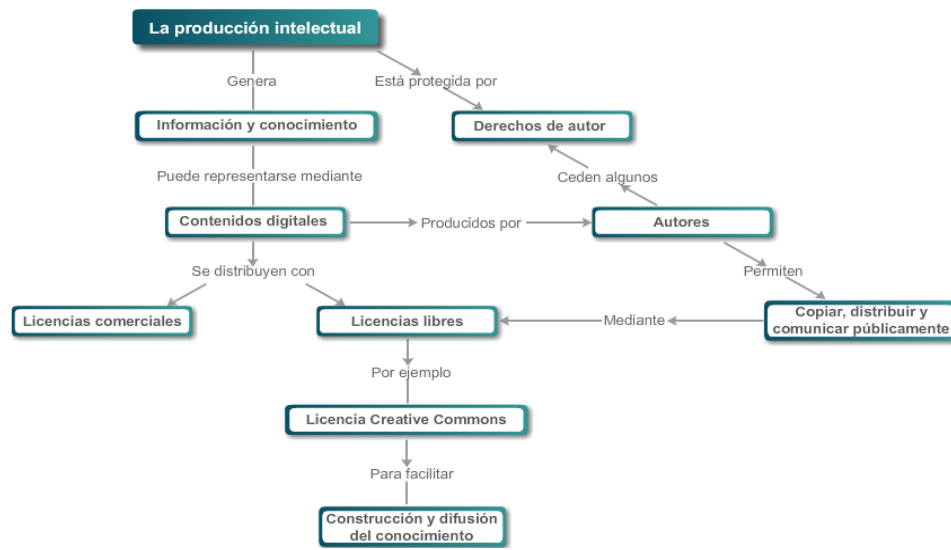 La producción intelectual
Genera
Está protegida por
Información y conocimiento
Derechos de autor
Puede representarse mediante
Ceden algunos
Contenidos digitales
Producidos por
Autores
Se distribuyen con
Permiten
Licencias comerciales
Licencias libres
Mediante
Copiar, distribuir y
comunicar públicamente
Por ejemplo
Licencia Creative Commons
Para facilitar
Construcción y difusión
del conocimiento